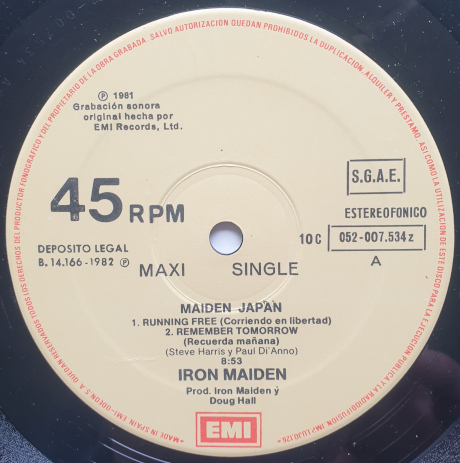 SALVO AUTORIZACION QUEDAN PROHIBIDOS LA DUPLICACION, ALQUILER Y PRESTAMO, ASI COMO LA UTILIZACION DE ESTE DISCO PARA LA EJECUCION PUBLICA Y LA RADIODIFUSION
MADE IN SPAIN EMI-ODEON S.A. QUEDAN RESERVADOS TODOS LOS DERECHOS DEL PRODUCTOR FONOGRAFICO Y DEL PROPIETARIO DE LA OBRA GRABADA.
℗ 1981
Grabación sonora
original hecha por
EMI Records, Ltd.
45 RPM
S.G.A.E.
ESTEREOFONICO
10 C 052-007.534 z
A
DEPOSITO LEGAL
B. 14.166-1982 ℗
MAXI SINGLE
MAIDEN JAPAN
1. RUNNING FREE (Corriendo en libertad)
2. REMEMBER TOMORROW
(Recuerda mañana)
(Steve Harris y Paul Di'Anno)
8:53
IRON MAIDEN
Prod. Iron Maiden y
Doug Hall
EMI